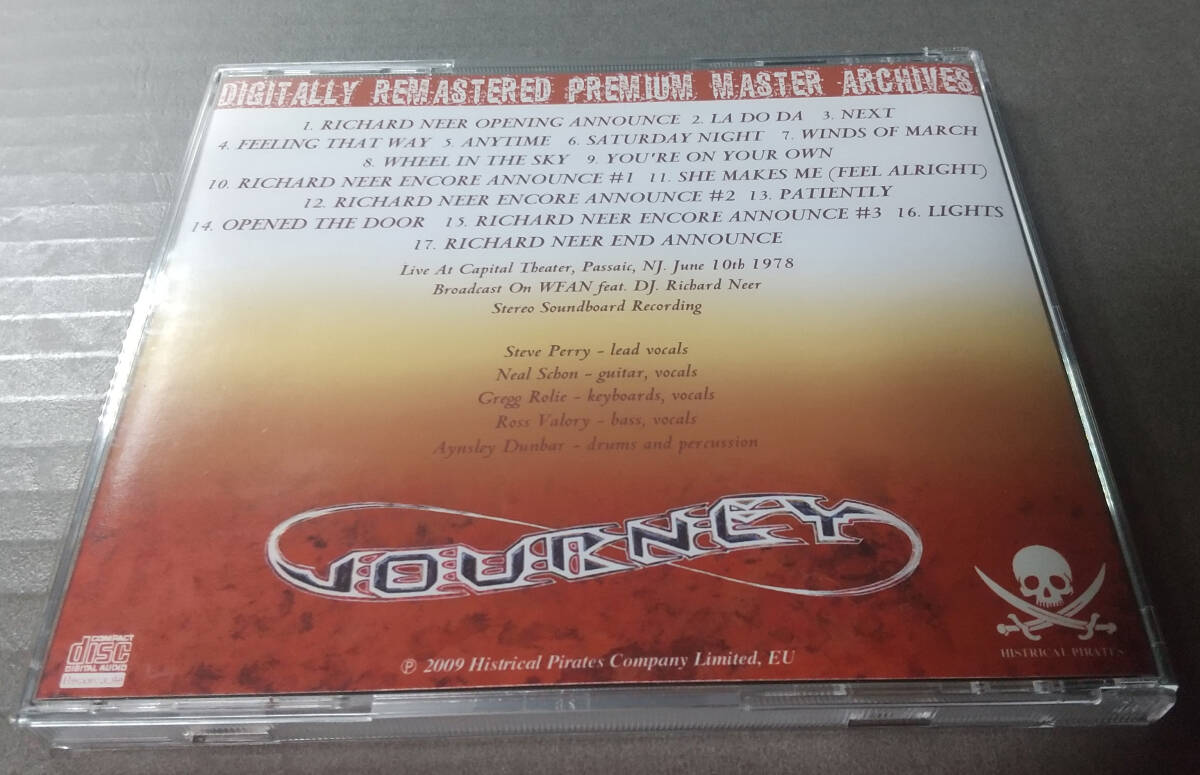 DIGITALLY REMASTERED PREMIUM MASTER ARCHIVES
1. RICHARD NEER OPENING ANNOUNCE 2. LA DO DA 3. NEXT
4. FEELING THAT WAY 5. ANYTIME 6. SATURDAY NIGHT 7. WINDS OF MARCH
8. WHEEL IN THE SKY 9. YOU'RE ON YOUR OWN
10. RICHARD NEER ENCORE ANNOUNCE #1 11. SHE MAKES ME (FEEL ALRIGHT)
12. RICHARD NEER ENCORE ANNOUNCE #2 13. PATIENTLY
14. OPENED THE DOOR 15. RICHARD NEER ENCORE ANNOUNCE #3 16. LIGHTS
17. RICHARD NEER END ANNOUNCE
Live At Capital Theater, Passaic, NJ. June 10th 1978
Broadcast On WFAN feat. DJ. Richard Neer
Stereo Soundboard Recording
Steve Perry - lead vocals
Neal Schon - guitar, vocals
Gregg Rolie - keyboards, vocals
Ross Valory - bass, vocals
Aynsley Dunbar - drums and percussion
JOURNEY
COMPACT
disc
DIGITAL AUDIO
℗ 2009 Histrical Pirates Company Limited, EU
HISTRICAL PIRATES